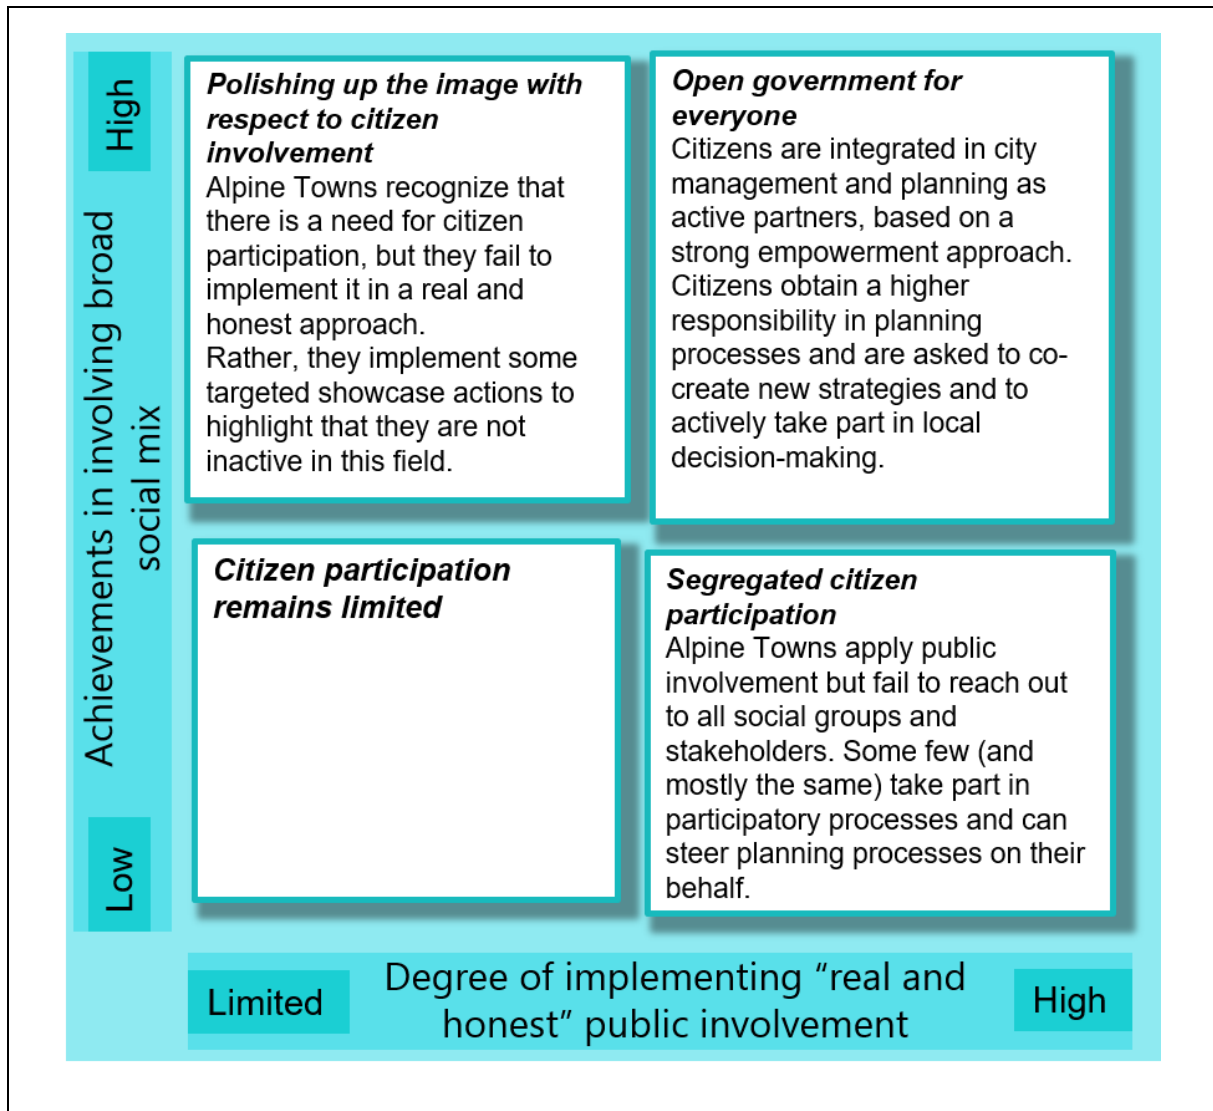 High
Achievements in involving broad
social mix
Low
Polishing up the image with
respect to citizen
involvement
Alpine Towns recognize that
there is a need for citizen
participation, but they fail to
implement it in a real and
honest approach.
Rather, they implement some
targeted showcase actions to
highlight that they are not
inactive in this field.
Open government for
everyone
Citizens are integrated in city
management and planning as
active partners, based on a
strong empowerment approach.
Citizens obtain a higher
responsibility in planning
processes and are asked to co-
create new strategies and to
actively take part in local
decision-making.
Citizen participation
remains limited
Segregated citizen
participation
Alpine Towns apply public
involvement but fail to reach out
to all social groups and
stakeholders. Some few (and
mostly the same) take part in
participatory processes and can
steer planning processes on their
behalf.
Limited
Degree of implementing “real and
honest” public involvement
High